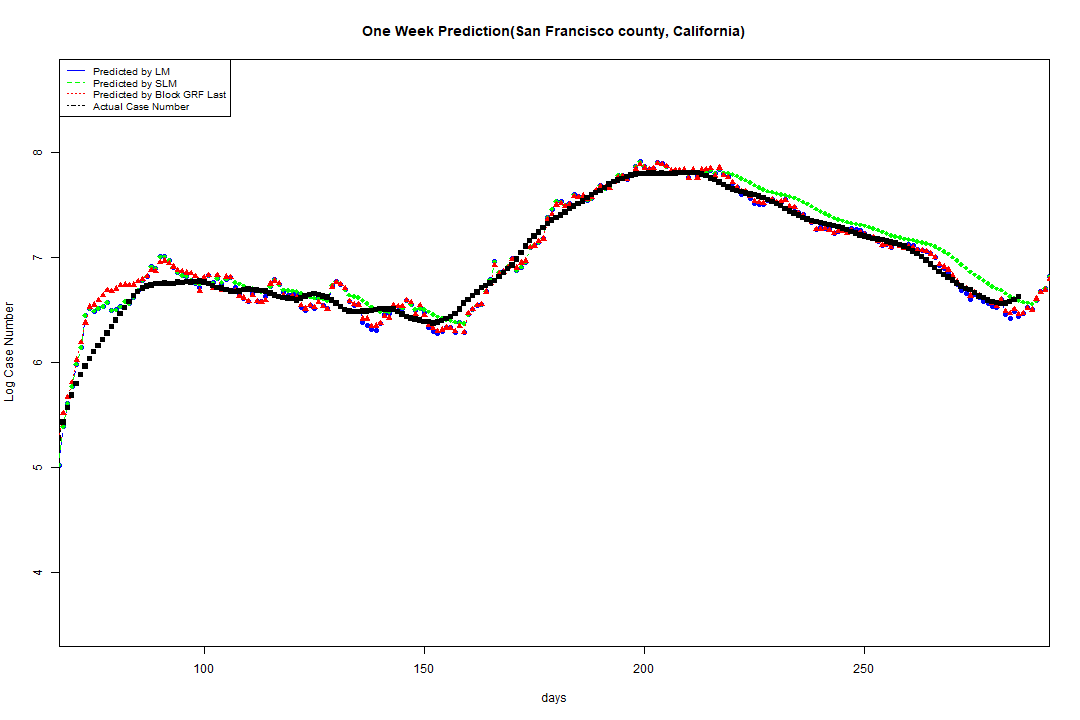 One Week Prediction(San Francisco county, California)
Predicted by LM
Predicted by SLM
Predicted by Block GRF Last
Actual Case Number
8
7
6
5
4
Log Case Number
100 150 200 250
days